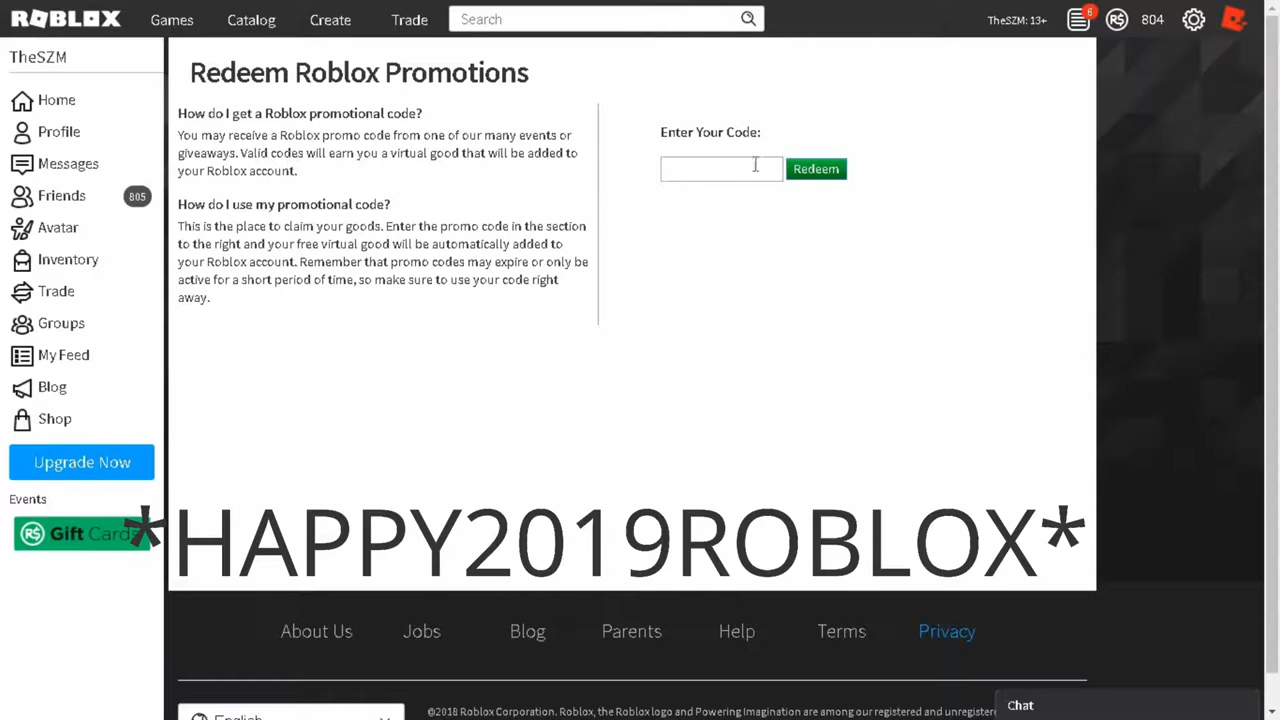 ROBLOX Games Catalog Create Trade Search TheSZM: 13+ 6 804
TheSZM
Home
Profile
Messages
Friends 805
Avatar
Inventory
Trade
Groups
My Feed
Blog
Shop
Upgrade Now
Events
Gift Cards
Redeem Roblox Promotions
How do I get a Roblox promotional code?
You may receive a Roblox promo code from one of our many events or
giveaways. Valid codes will earn you a virtual good that will be added to
your Roblox account.
How do I use my promotional code?
This is the place to claim your goods. Enter the promo code in the section
to the right and your free virtual good will be automatically added to
your Roblox account. Remember that promo codes may expire or only be
active for a short period of time, so make sure to use your code right
away.
Enter Your Code:
Redeem
*HAPPY2019ROBLOX*
About Us Jobs Blog Parents Help Terms Privacy
English
©2018 Roblox Corporation. Roblox, the Roblox logo and Powering Imagination are among our registered and unregistere
Chat